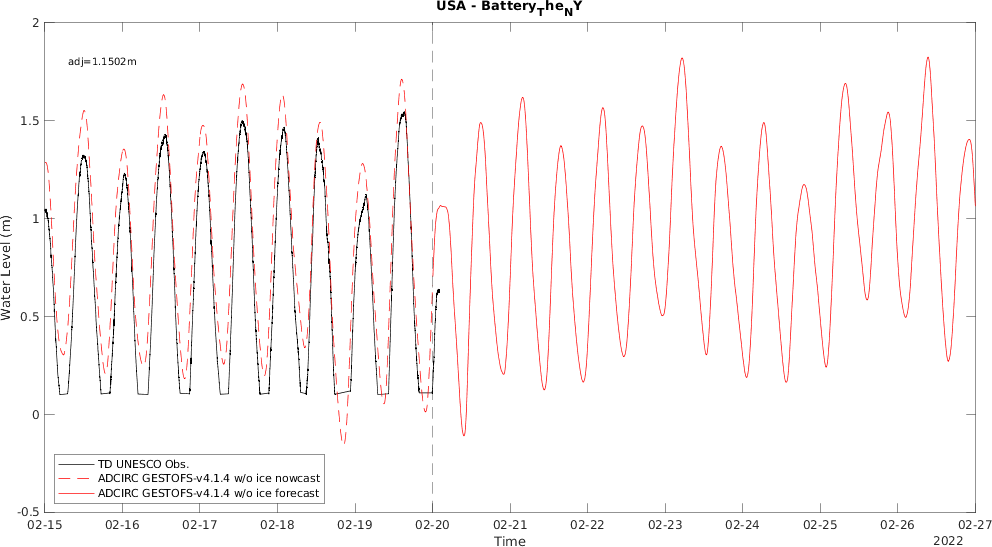 USA - BatteryTheNY
adj=1.1502m
2
1.5
1
0.5
0
-0.5
Water Level (m)
TD UNESCO Obs.
ADCIRC GESTOFS-v4.1.4 w/o ice nowcast
ADCIRC GESTOFS-v4.1.4 w/o ice forecast
02-15 02-16 02-17 02-18 02-19 02-20 02-21 02-22 02-23 02-24 02-25 02-26 02-27
Time
2022